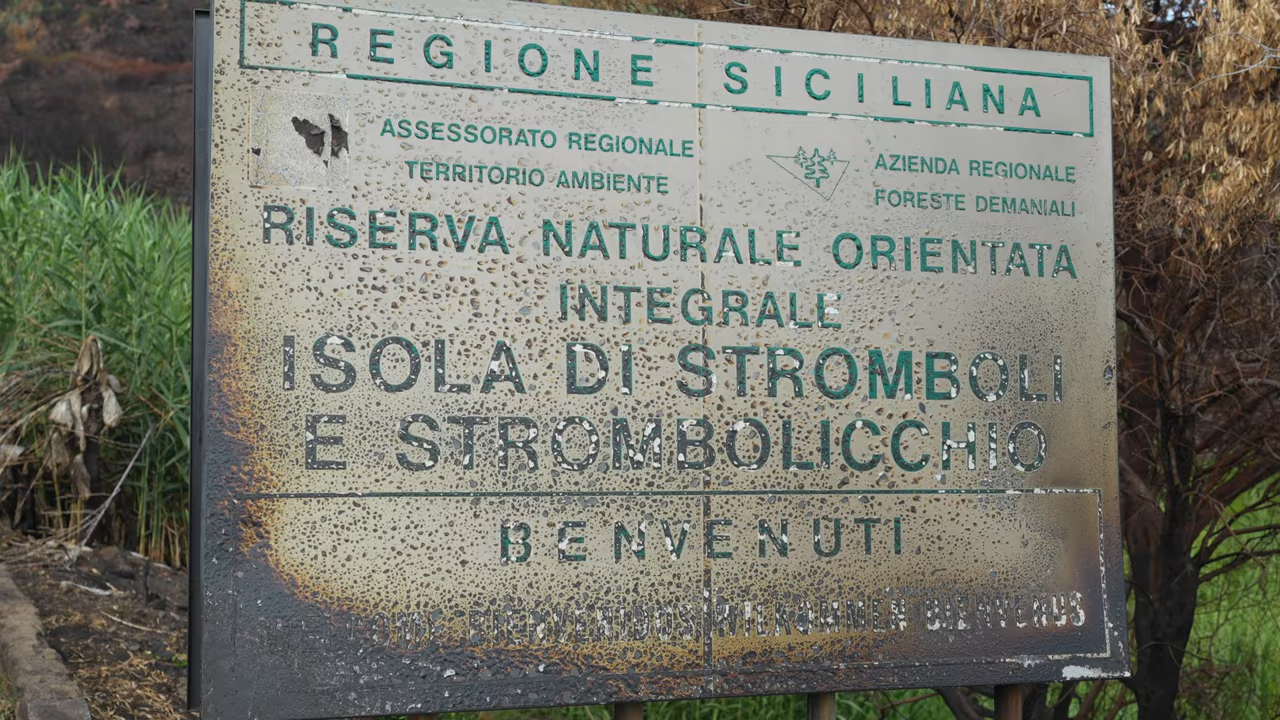 REGIONE SICILIANA
ASSESSORATO REGIONALE
TERRITORIO AMBIENTE
AZIENDA REGIONALE
FORESTE DEMANIALI
RISERVA NATURALE ORIENTATA
INTEGRALE
ISOLA DI STROMBOLI
E STROMBOLICCHIO
BENVENUTI
BIENVENUDOS WILKOMMEN BIENVENUS